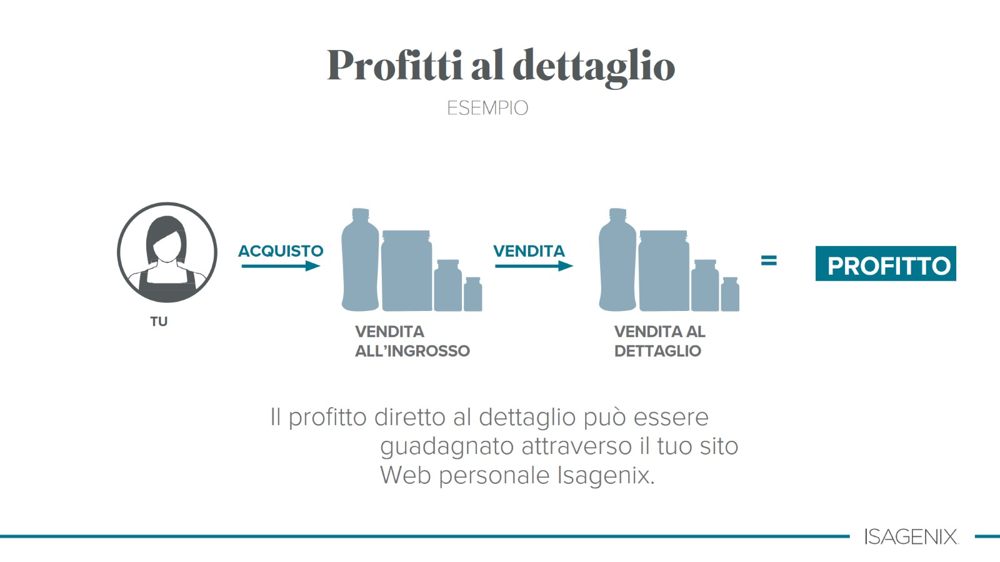 Profitti al dettaglio
ESEMPIO
ACQUISTO
VENDITA
=
PROFITTO
TU
VENDITA
ALL’INGROSSO
VENDITA AL
DETTAGLIO
Il profitto diretto al dettaglio può essere
guadagnato attraverso il tuo sito
Web personale Isagenix.
ISAGENIX